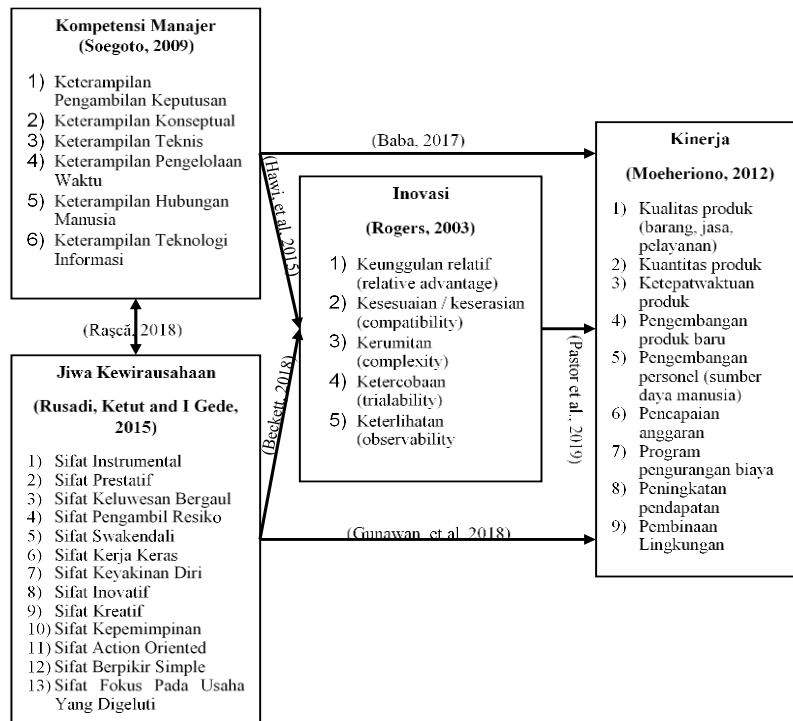 Kompetensi Manajer
(Soegoto, 2009)
1) Keterampilan
Pengambilan Keputusan
2) Keterampilan Konseptual
3) Keterampilan Teknis
4) Keterampilan Pengelolaan
Waktu
5) Keterampilan Hubungan
Manusia
6) Keterampilan Teknologi
Informasi
(Raşcă, 2018)
Jiwa Kewirausahaan
(Rusadi, Ketut and I Gede,
2015)
1) Sifat Instrumental
2) Sifat Prestatif
3) Sifat Keluwesan Bergaul
4) Sifat Pengambil Resiko
5) Sifat Swakendali
6) Sifat Kerja Keras
7) Sifat Keyakinan Diri
8) Sifat Inovatif
9) Sifat Kreatif
10) Sifat Kepemimpinan
11) Sifat Action Oriented
12) Sifat Berpikir Simple
13) Sifat Fokus Pada Usaha
Yang Digeluti
(Baba, 2017)
(Hawi, et al, 2015)
(Beckett, 2018)
Inovasi
(Rogers, 2003)
1) Keunggulan relatif
(relative advantage)
2) Kesesuaian / keserasian
(compatibility)
3) Kerumitan
(complexity)
4) Ketercobaan
(trialability)
5) Keterlihatan
(observability
(Pastor et al., 2019)
(Gunawan, et al, 2018)
Kinerja
(Moeheriono, 2012)
1) Kualitas produk
(barang, jasa,
pelayanan)
2) Kuantitas produk
3) Ketepatwaktuan
produk
4) Pengembangan
produk baru
5) Pengembangan
personel (sumber
daya manusia)
6) Pencapaian
anggaran
7) Program
pengurangan biaya
8) Peningkatan
pendapatan
9) Pembinaan
Lingkungan